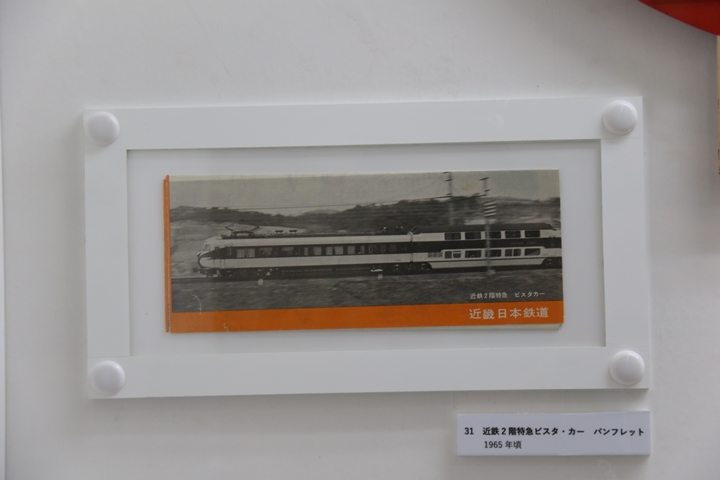 近鉄2階特急　ビスタカー
近畿日本鉄道
31　近鉄2階特急ビスタ・カー　パンフレット
1965年頃